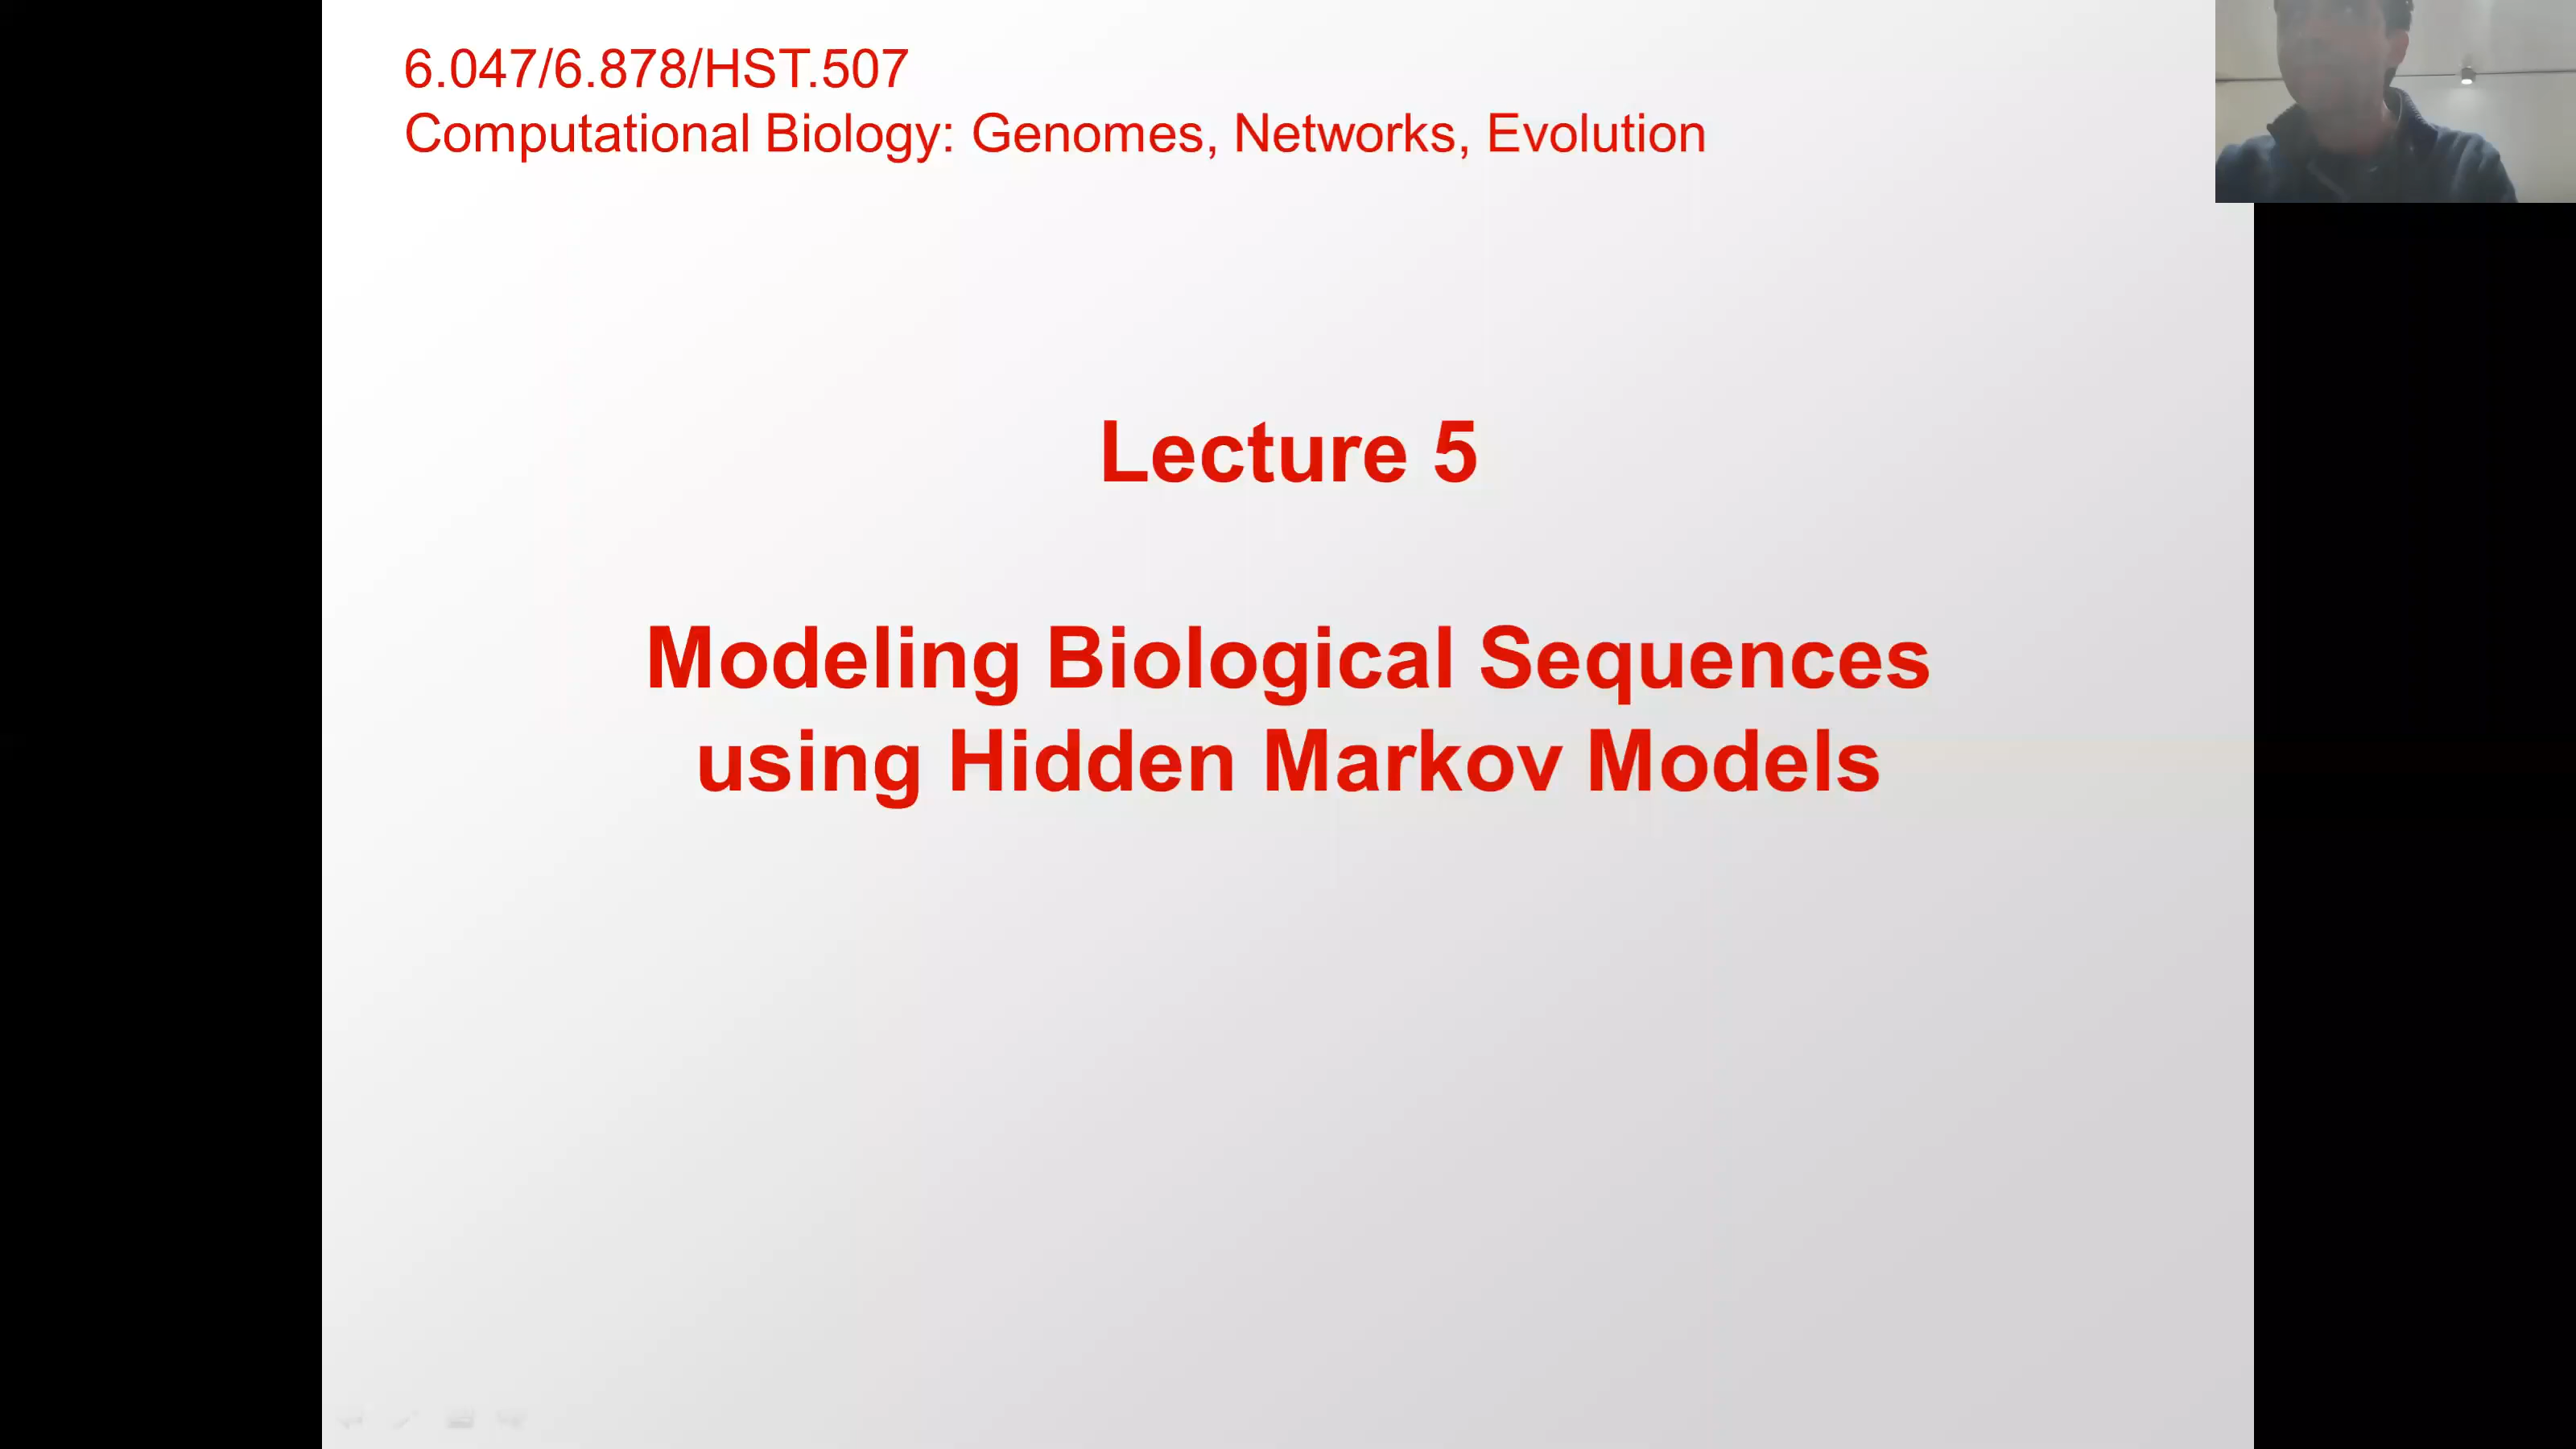 6.047/6.878/HST.507
Computational Biology: Genomes, Networks, Evolution
Lecture 5
Modeling Biological Sequences
using Hidden Markov Models